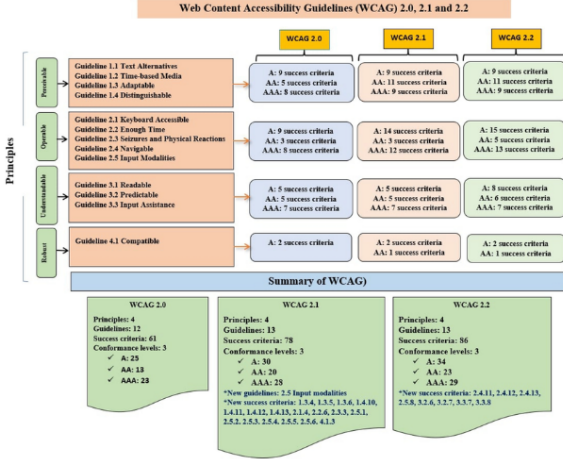 Web Content Accessibility Guidelines (WCAG) 2.0, 2.1 and 2.2
WCAG 2.0
WCAG 2.1
WCAG 2.2
Principles
Perceivable
Guideline 1.1 Text Alternatives
Guideline 1.2 Time-based Media
Guideline 1.3 Adaptable
Guideline 1.4 Distinguishable
A: 9 success criteria
AA: 5 success criteria
AAA: 8 success criteria
A: 9 success criteria
AA: 11 success criteria
AAA: 9 success criteria
A: 9 success criteria
AA: 11 success criteria
AAA: 9 success criteria
Operable
Guideline 2.1 Keyboard Accessible
Guideline 2.2 Enough Time
Guideline 2.3 Seizures and Physical Reactions
Guideline 2.4 Navigable
Guideline 2.5 Input Modalities
A: 9 success criteria
AA: 3 success criteria
AAA: 8 success criteria
A: 14 success criteria
AA: 3 success criteria
AAA: 12 success criteria
A: 15 success criteria
AA: 5 success criteria
AAA: 13 success criteria
Understandable
Guideline 3.1 Readable
Guideline 3.2 Predictable
Guideline 3.3 Input Assistance
A: 5 success criteria
AA: 5 success criteria
AAA: 7 success criteria
A: 5 success criteria
AA: 5 success criteria
AAA: 7 success criteria
A: 8 success criteria
AA: 6 success criteria
AAA: 7 success criteria
Robust
Guideline 4.1 Compatible
A: 2 success criteria
A: 2 success criteria
AA: 1 success criteria
A: 2 success criteria
AA: 1 success criteria
Summary of WCAG)
WCAG 2.0
Principles: 4
Guidelines: 12
Success criteria: 61
Conformance levels: 3
✓ A: 25
✓ AA: 13
✓ AAA: 23
WCAG 2.1
Principles: 4
Guidelines: 13
Success criteria: 78
Conformance levels: 3
✓ A: 30
✓ AA: 20
✓ AAA: 28
*New guidelines: 2.5 Input modalities
*New success criteria: 1.3.4, 1.3.5, 1.3.6, 1.4.10,
1.4.11, 1.4.12, 1.4.13, 2.1.4, 2.2.6, 2.3.3, 2.5.1,
2.5.2. 2.5.3. 2.5.4. 2.5.5. 2.5.6. 4.1.3
WCAG 2.2
Principles: 4
Guidelines: 13
Success criteria: 86
Conformance levels: 3
✓ A: 34
✓ AA: 23
✓ AAA: 29
*New success criteria: 2.4.11, 2.4.12, 2.4.13,
2.5.8, 3.2.6, 3.2.7, 3.3.7, 3.3.8